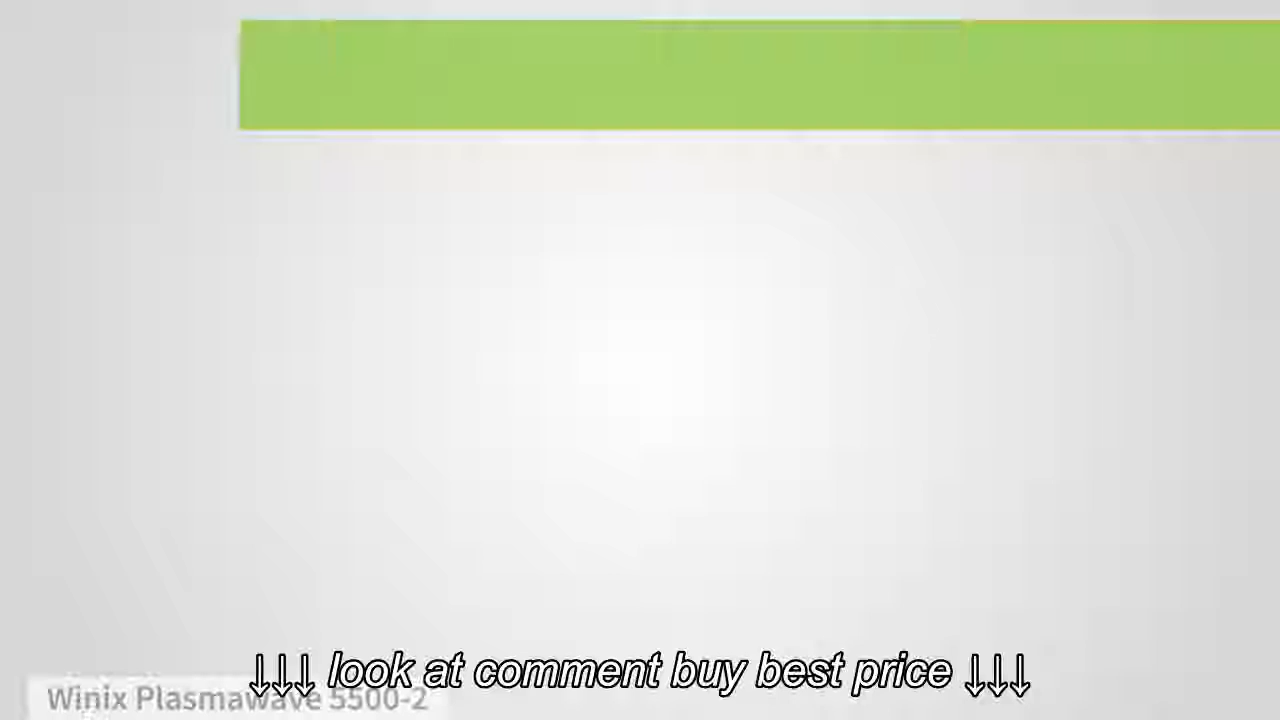 ↓↓↓ look at comment buy best price ↓↓↓
Winix Plasmawave 5500-2